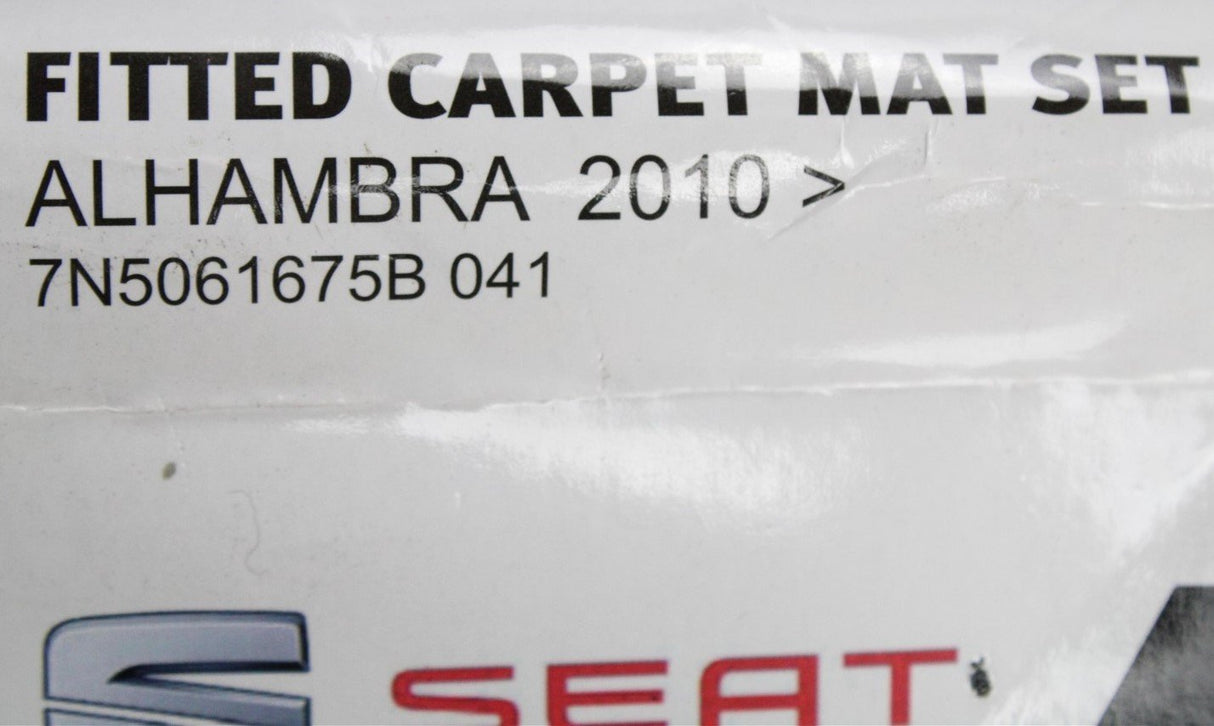 FITTED CARPET MAT SET
ALHAMBRA 2010 >
7N5061675B 041
SEAT